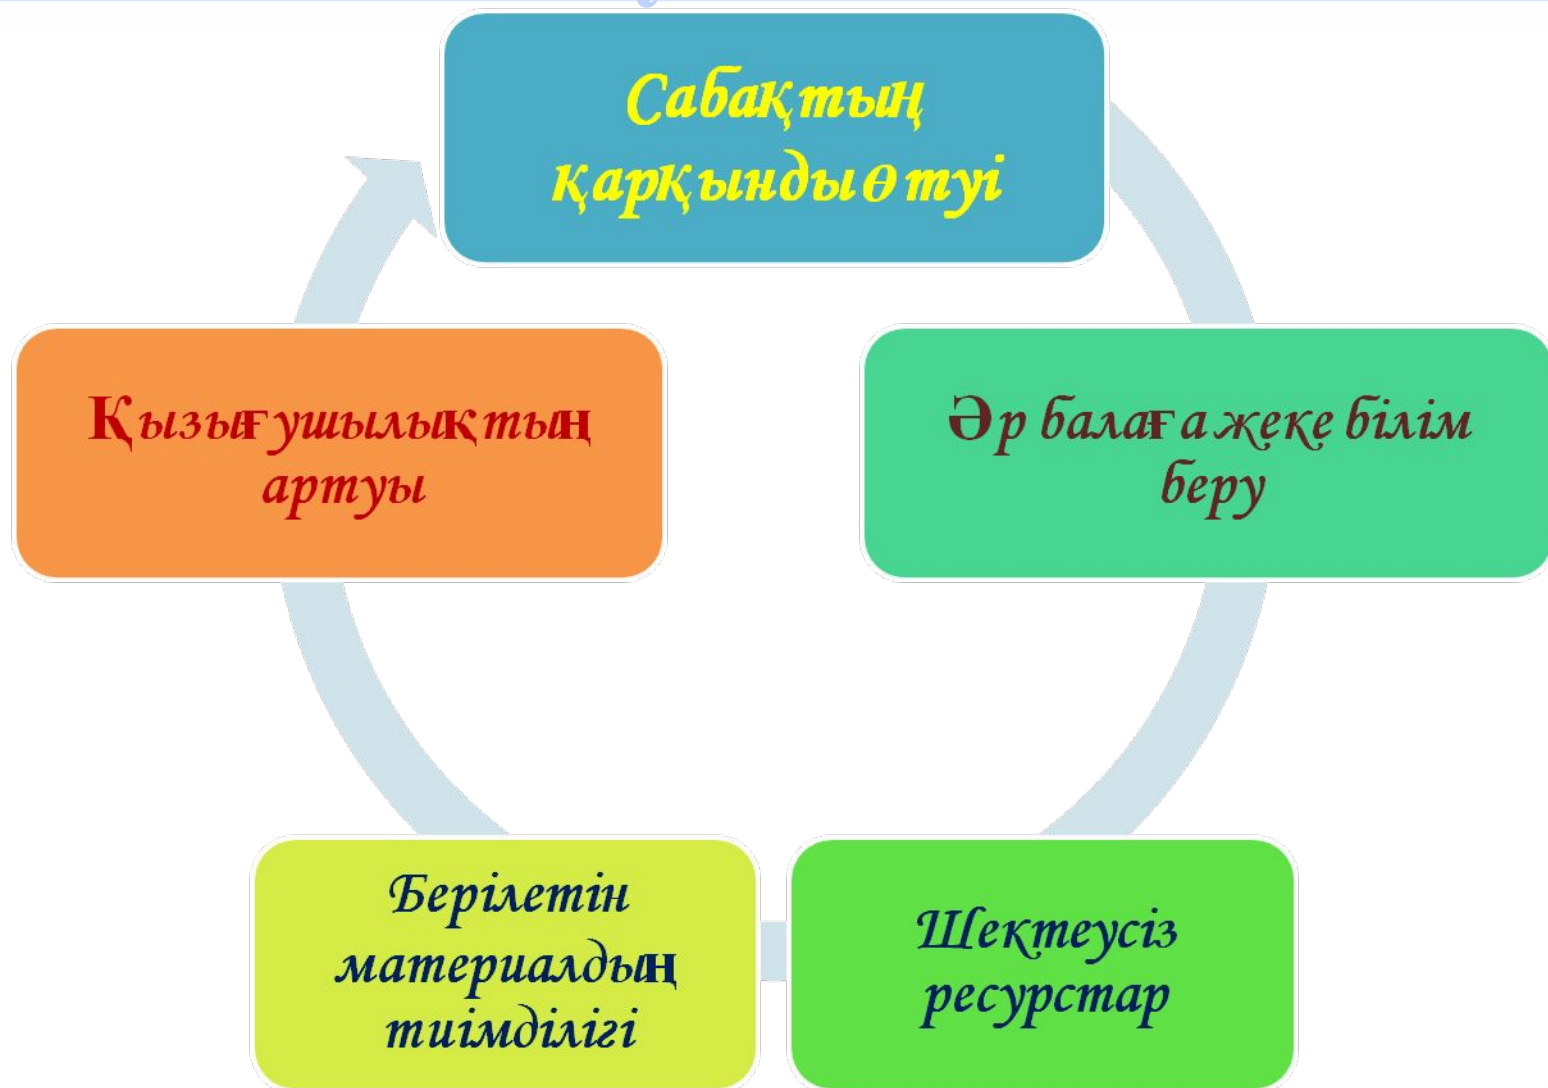 Сабақтың
қарқынды өтуі
Әр балаға жеке білім
беру
Шектеусіз
ресурстар
Берілетін
материалдың
тиімділігі
Қызығушылықтың
артуы